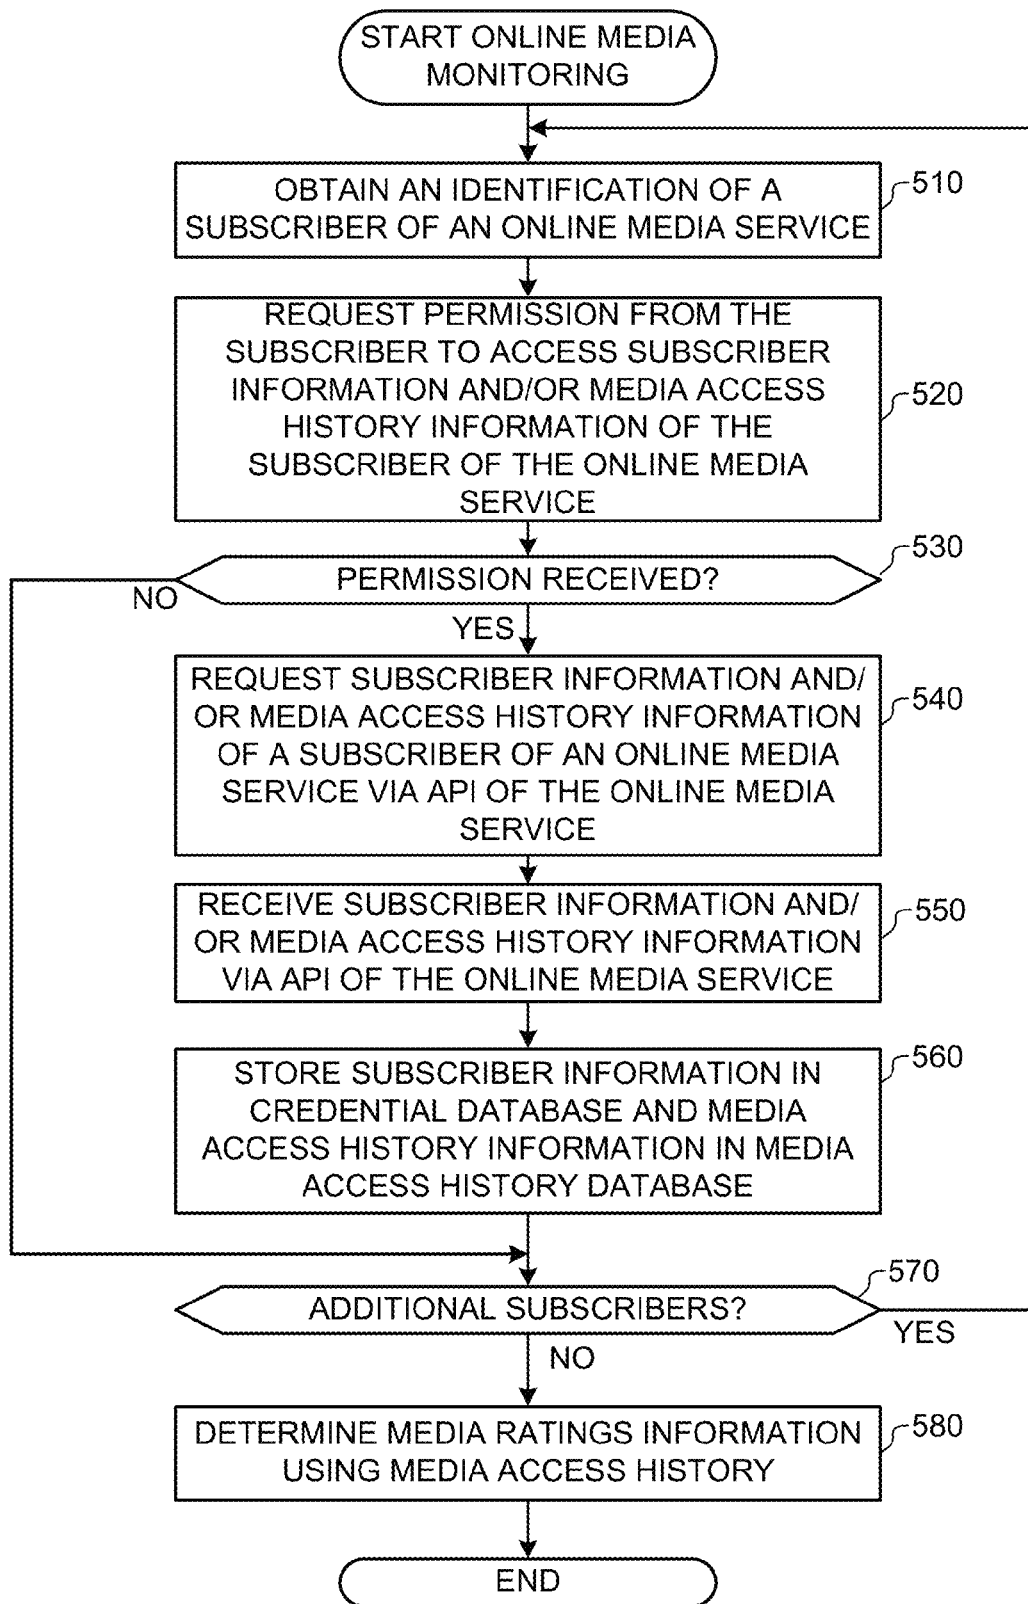 START ONLINE MEDIA
MONITORING
OBTAIN AN IDENTIFICATION OF A
SUBSCRIBER OF AN ONLINE MEDIA SERVICE
510
REQUEST PERMISSION FROM THE
SUBSCRIBER TO ACCESS SUBSCRIBER
INFORMATION AND/OR MEDIA ACCESS
HISTORY INFORMATION OF THE
SUBSCRIBER OF THE ONLINE MEDIA
SERVICE
520
PERMISSION RECEIVED?
530
NO
YES
REQUEST SUBSCRIBER INFORMATION AND/
OR MEDIA ACCESS HISTORY INFORMATION
OF A SUBSCRIBER OF AN ONLINE MEDIA
SERVICE VIA API OF THE ONLINE MEDIA
SERVICE
540
RECEIVE SUBSCRIBER INFORMATION AND/
OR MEDIA ACCESS HISTORY INFORMATION
VIA API OF THE ONLINE MEDIA SERVICE
550
STORE SUBSCRIBER INFORMATION IN
CREDENTIAL DATABASE AND MEDIA
ACCESS HISTORY INFORMATION IN MEDIA
ACCESS HISTORY DATABASE
560
ADDITIONAL SUBSCRIBERS?
570
YES
NO
DETERMINE MEDIA RATINGS INFORMATION
USING MEDIA ACCESS HISTORY
580
END